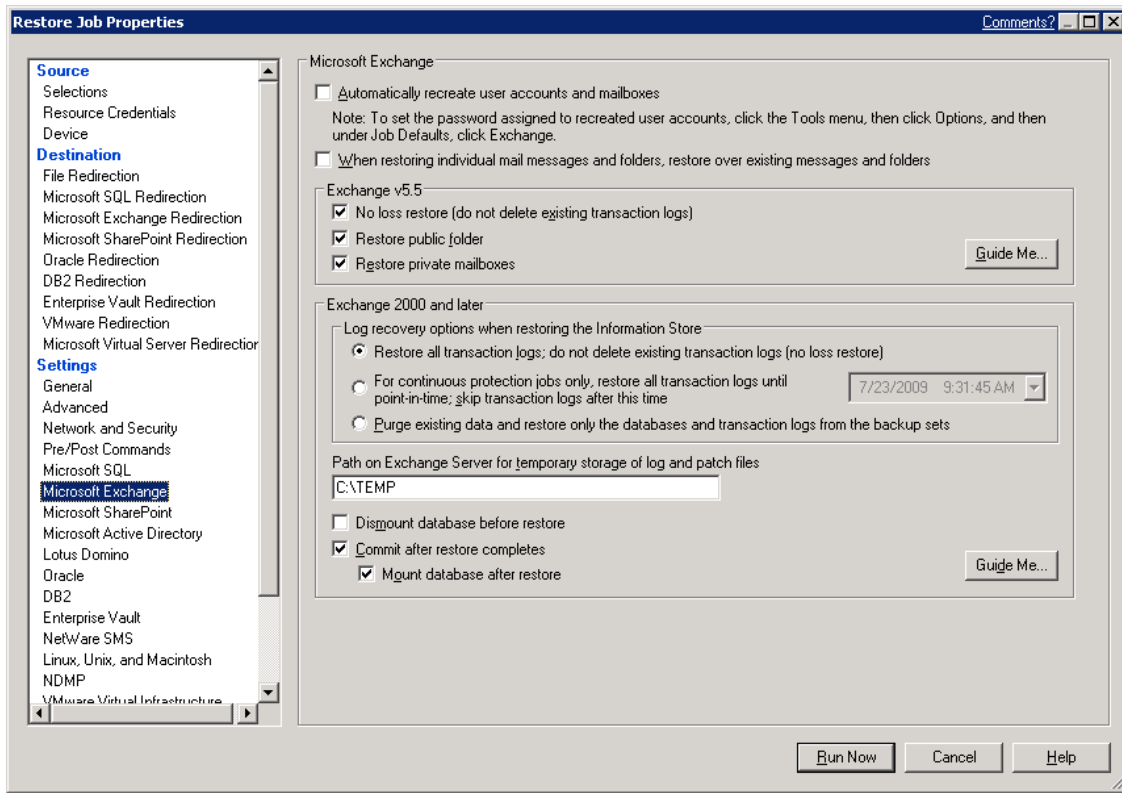 Restore Job Properties
Comments?
Source
Selections
Resource Credentials
Device
Destination
File Redirection
Microsoft SQL Redirection
Microsoft Exchange Redirection
Microsoft SharePoint Redirection
Oracle Redirection
DB2 Redirection
Enterprise Vault Redirection
VMware Redirection
Microsoft Virtual Server Redirection
Settings
General
Advanced
Network and Security
Pre/Post Commands
Microsoft SQL
Microsoft Exchange
Microsoft SharePoint
Microsoft Active Directory
Lotus Domino
Oracle
DB2
Enterprise Vault
NetWare SMS
Linux, Unix, and Macintosh
NDMP
VMware Virtual Infrastructure
Microsoft Exchange
Automatically recreate user accounts and mailboxes
Note: To set the password assigned to recreated user accounts, click the Tools menu, then click Options, and then
under Job Defaults, click Exchange.
When restoring individual mail messages and folders, restore over existing messages and folders
Exchange v5.5
No loss restore (do not delete existing transaction logs)
Restore public folder
Restore private mailboxes
Guide Me...
Exchange 2000 and later
Log recovery options when restoring the Information Store
Restore all transaction logs; do not delete existing transaction logs (no loss restore)
For continuous protection jobs only, restore all transaction logs until
point-in-time; skip transaction logs after this time
7/23/2009 9:31:45 AM
Purge existing data and restore only the databases and transaction logs from the backup sets
Path on Exchange Server for temporary storage of log and patch files
C:\TEMP
Dismount database before restore
Commit after restore completes
Mount database after restore
Guide Me...
Run Now
Cancel
Help